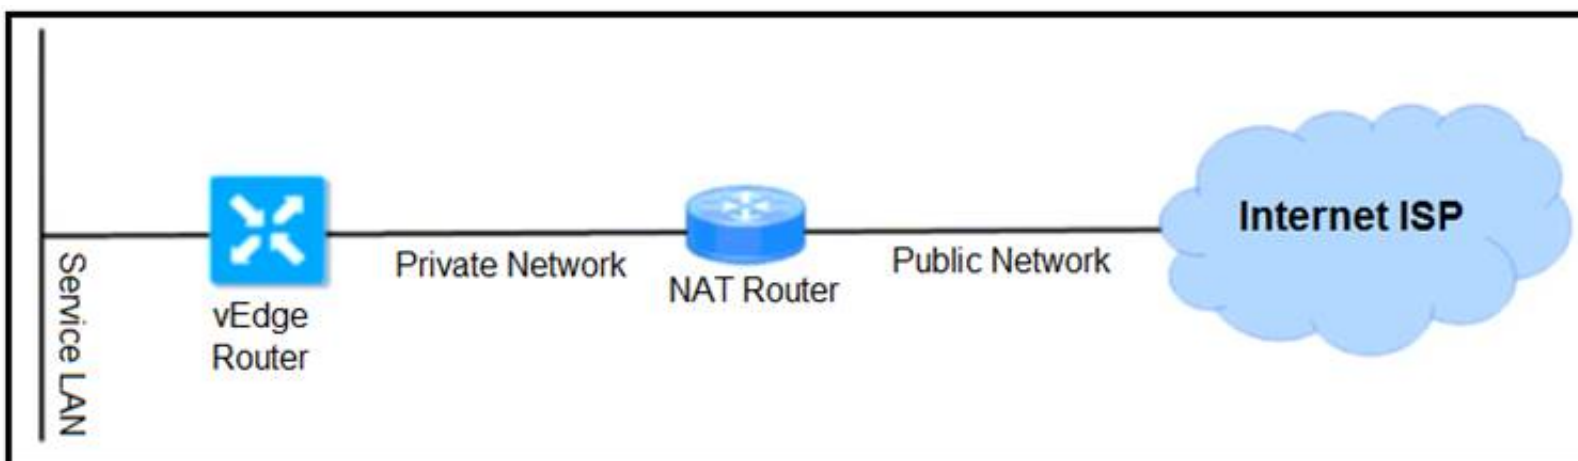 Service LAN
vEdge
Router
Private Network
NAT Router
Public Network
Internet ISP